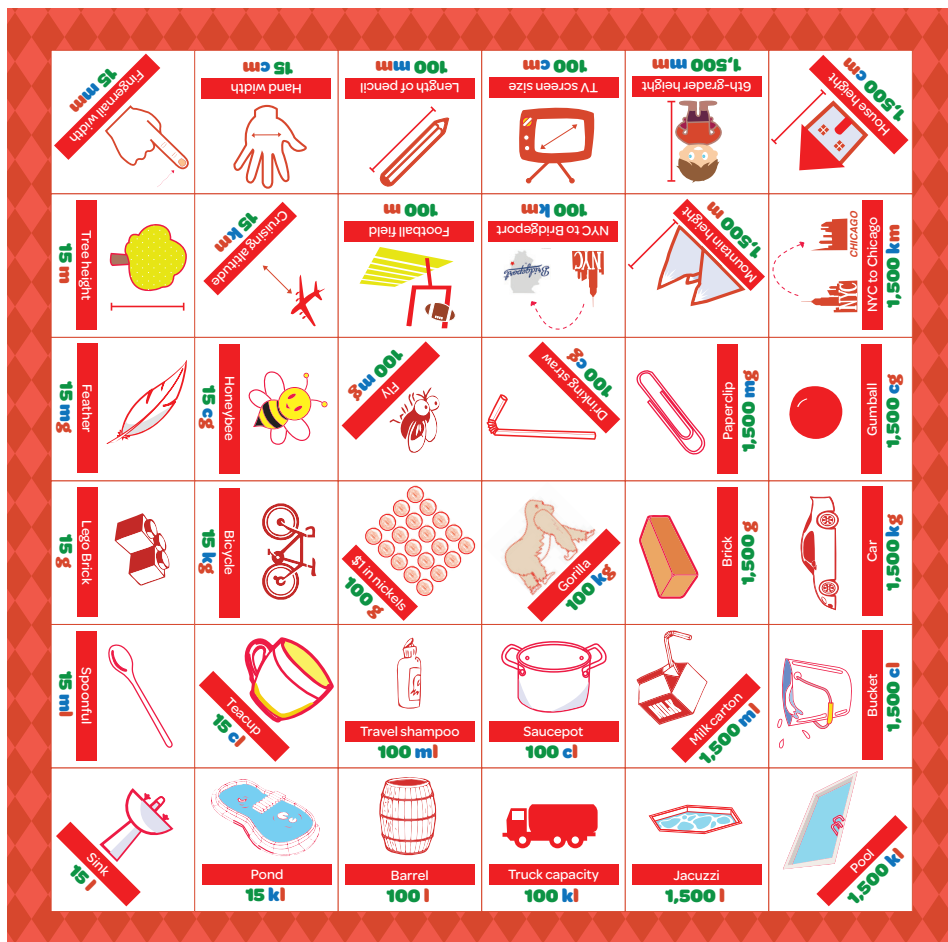 Fingernail width
15 mm
Hand width
15 cm
Length of pencil
100 mm
TV screen size
100 cm
6th-grader height
1,500 mm
House height
1,500 cm
Tree height
15 m
Cruising altitude
15 km
Football field
100 m
NYC to Bridgeport
100 km
Bridgeport
NYC
Mountain height
1,500 m
NYC to Chicago
1,500 km
CHICAGO
NYC
Feather
15 mg
Honeybee
15 cg
Fly
100 mg
Drinking straw
100 cg
Paperclip
1,500 mg
Gumball
1,500 cg
Lego Brick
15 g
Bicycle
15 kg
$1 in nickels
100 g
Gorilla
100 kg
Brick
1,500 g
Car
1,500 kg
Spoonful
15 ml
Teacup
15 cl
Travel shampoo
100 ml
Saucepot
100 cl
Milk carton
1,500 ml
Bucket
1,500 cl
Sink
15 l
Pond
15 kl
Barrel
100 l
Truck capacity
100 kl
Jacuzzi
1,500 l
Pool
1,500 kl